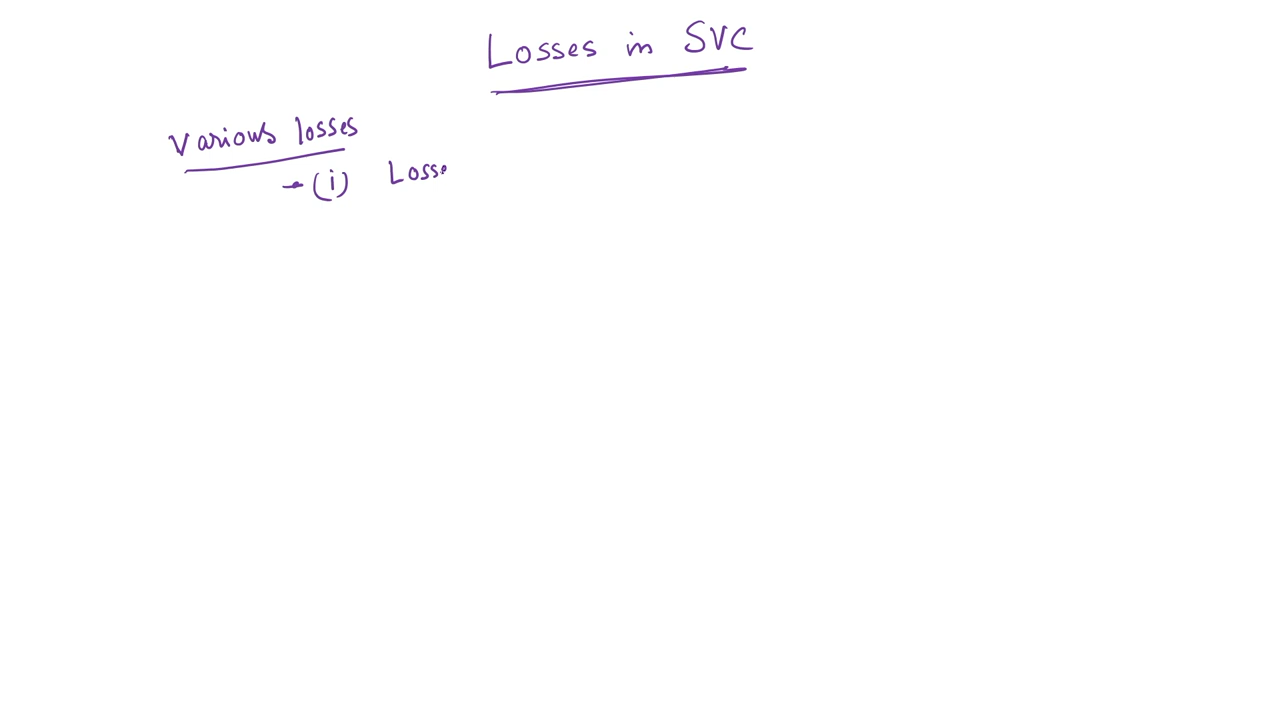 Losses in SVC
Various losses
→ (i) Losse